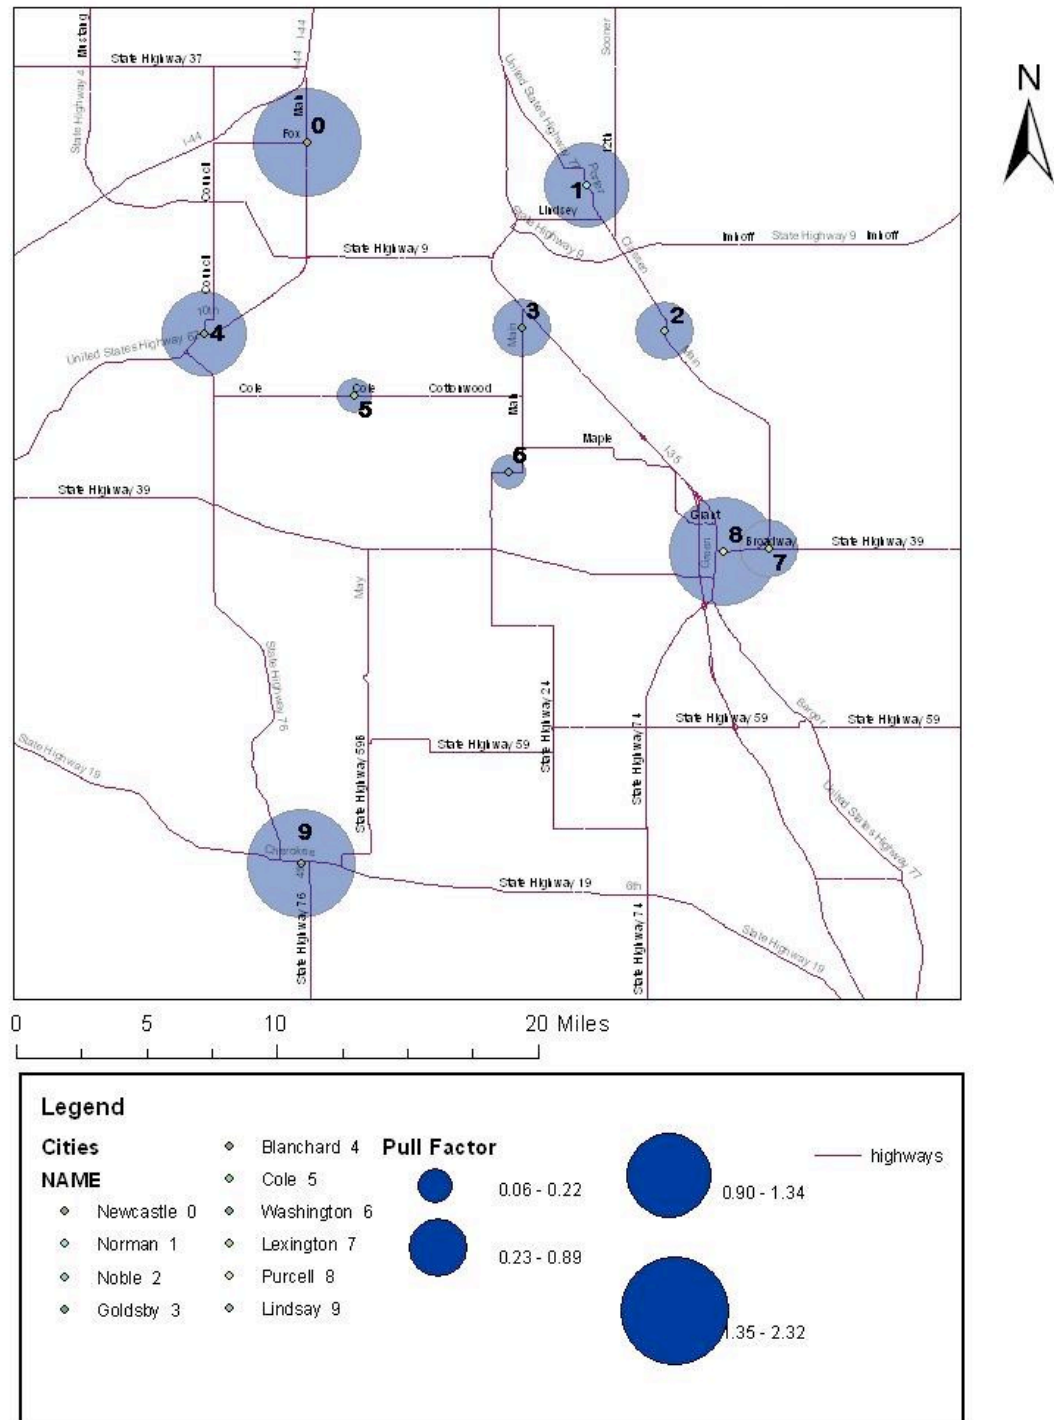 Mustang
I-44
Sooner
N
State Highway 37
I-44
Main
State Highway 4
United States Highway 77
0
Fox
I-44
12th
Porter
1
Council
Lindsey
State Highway 9
Classen
Imhoff State Highway 9 Imhoff
State Highway 9
Council
10th
4
3
Main
2
Main
United States Highway 62
Cole Cole Cottonwood
5
Main
Maple
6
I-35
State Highway 39
Grant
8 Broadway
7
State Highway 39
Green
May
State Highway 76
State Highway 24
State Highway 74
State Highway 59 State Highway 59
Barger
State Highway 59
State Highway 59B
State Highway 19
United States Highway 77
9
Cherokee
4th
State Highway 19
6th
State Highway 76
State Highway 74
State Highway 19
0 5 10 20 Miles
Legend
Cities
NAME
Newcastle 0
Norman 1
Noble 2
Goldsby 3
Blanchard 4
Cole 5
Washington 6
Lexington 7
Purcell 8
Lindsay 9
Pull Factor
0.06 - 0.22
0.23 - 0.89
0.90 - 1.34
1.35 - 2.32
highways